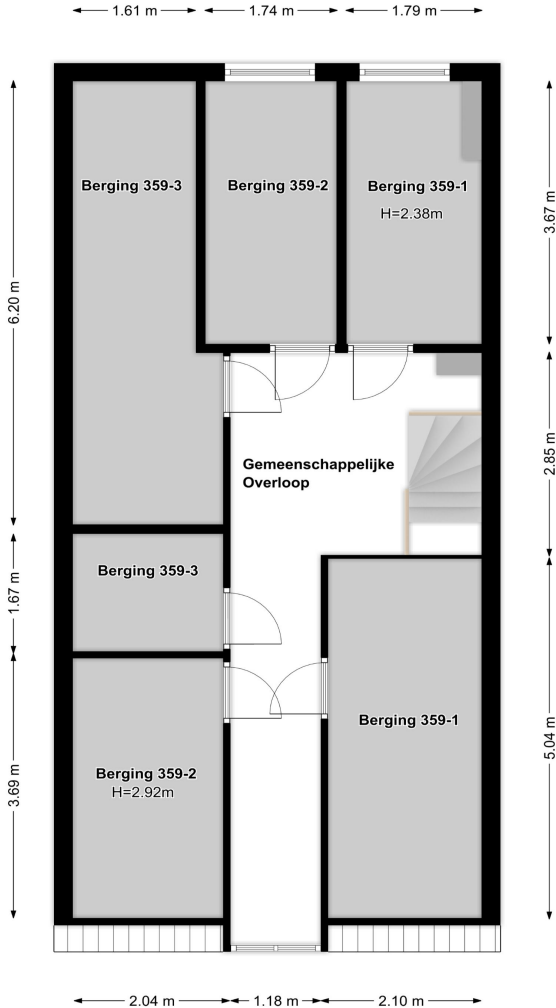 1.61 m
1.74 m
1.79 m
Berging 359-3
Berging 359-2
Berging 359-1
H=2.38m
3.67 m
6.20 m
Gemeenschappelijke
Overloop
2.85 m
Berging 359-3
1.67 m
Berging 359-1
5.04 m
Berging 359-2
H=2.92m
3.69 m
2.04 m
1.18 m
2.10 m